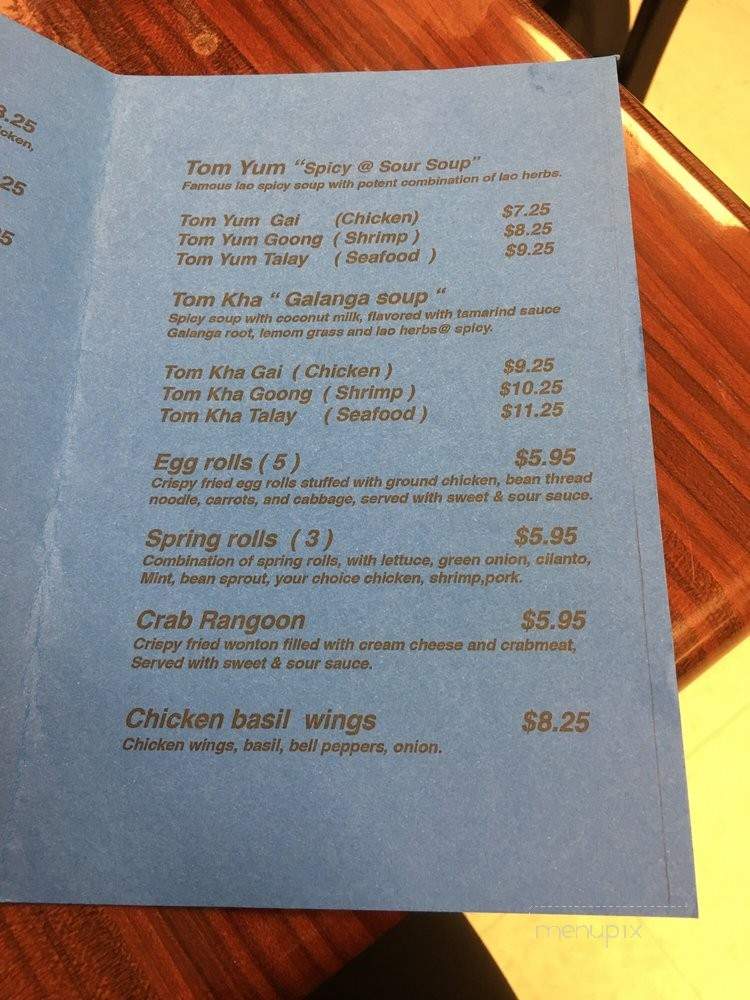 3.25
icken,
25
5
Tom Yum “Spicy @ Sour Soup”
Famous lao spicy soup with potent combination of lao herbs.
Tom Yum Gai (Chicken) $7.25
Tom Yum Goong ( Shrimp ) $8.25
Tom Yum Talay ( Seafood ) $9.25
Tom Kha “ Galanga soup “
Spicy soup with coconut milk, flavored with tamarind sauce
Galanga root, lemom grass and lao herbs@ spicy.
Tom Kha Gai ( Chicken ) $9.25
Tom Kha Goong ( Shrimp ) $10.25
Tom Kha Talay ( Seafood ) $11.25
Egg rolls ( 5 ) $5.95
Crispy fried egg rolls stuffed with ground chicken, bean thread
noodle, carrots, and cabbage, served with sweet & sour sauce.
Spring rolls ( 3 ) $5.95
Combination of spring rolls, with lettuce, green onion, cilanto,
Mint, bean sprout, your choice chicken, shrimp,pork.
Crab Rangoon $5.95
Crispy fried wonton filled with cream cheese and crabmeat,
Served with sweet & sour sauce.
Chicken basil wings $8.25
Chicken wings, basil, bell peppers, onion.
menupix